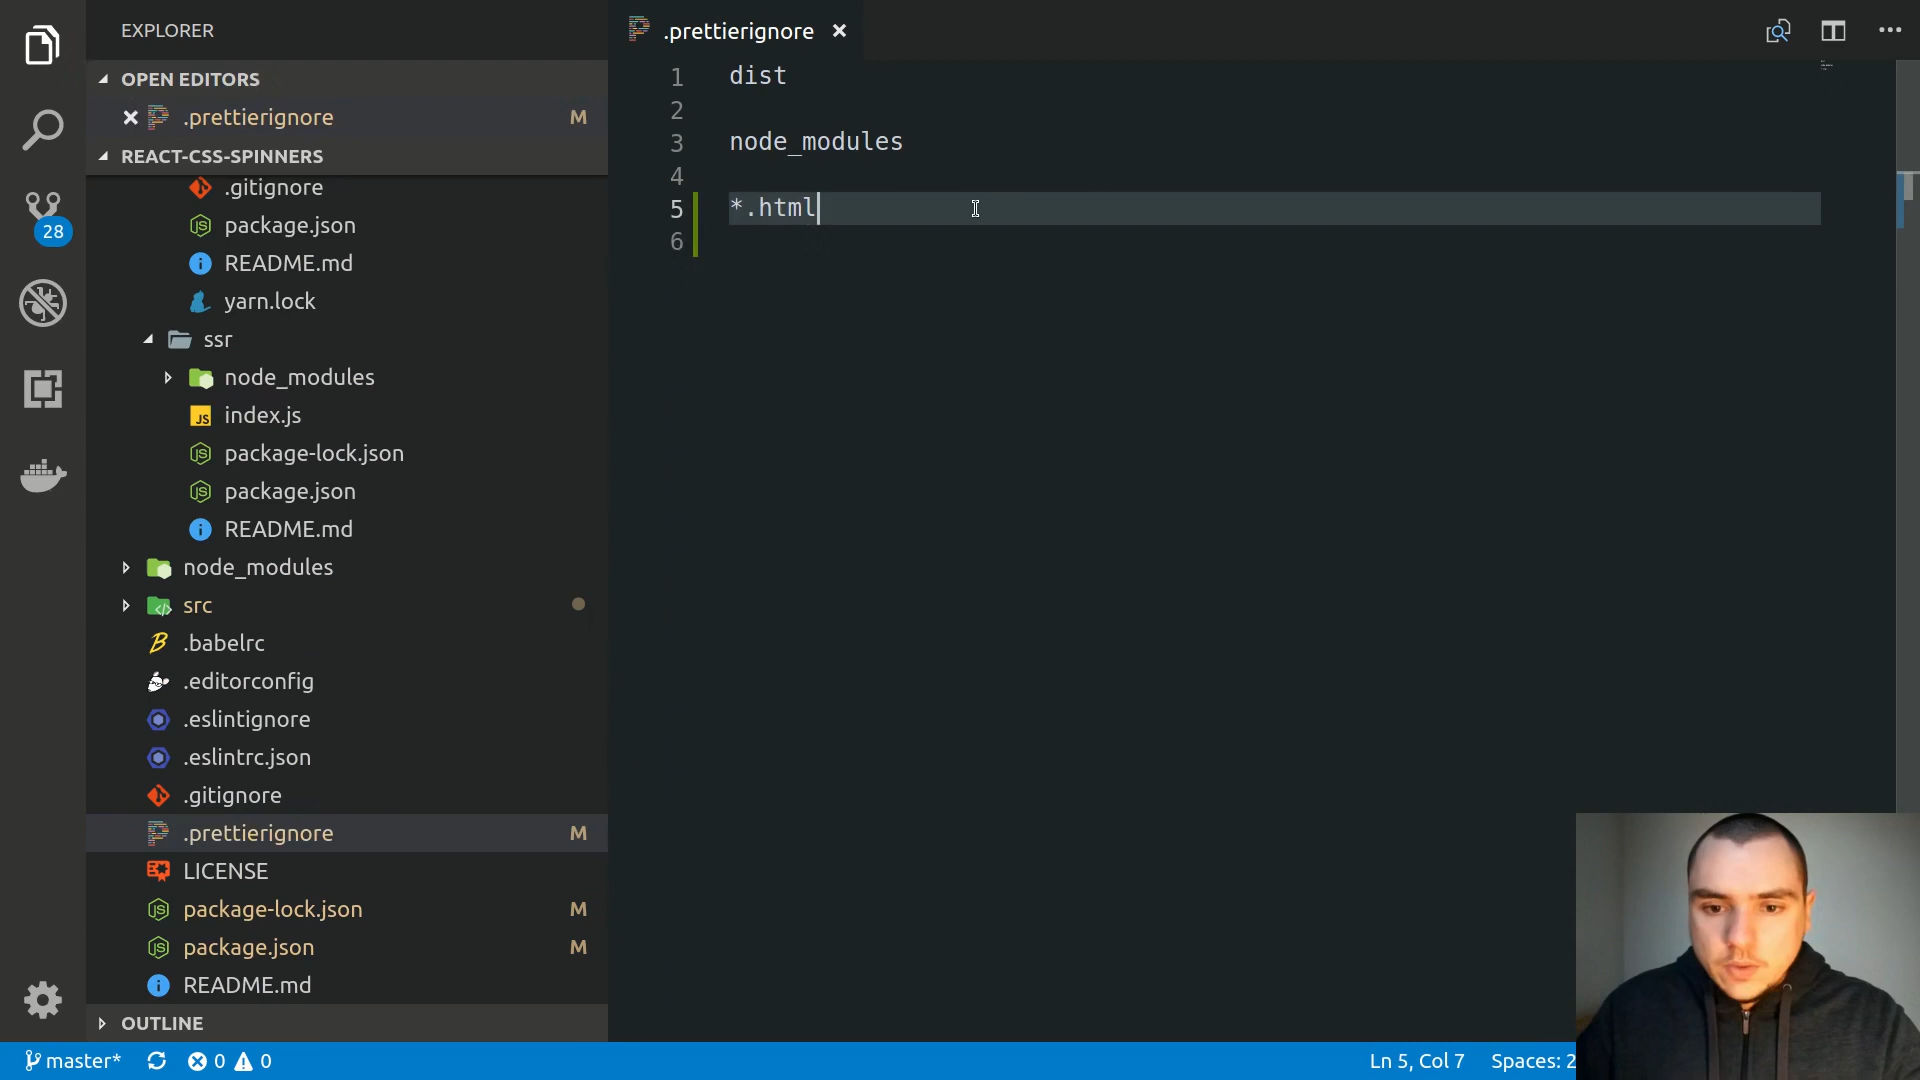 EXPLORER
OPEN EDITORS
.prettierignore M
REACT-CSS-SPINNERS
.gitignore
package.json
README.md
yarn.lock
ssr
node_modules
index.js
package-lock.json
package.json
README.md
node_modules
src
.babelrc
.editorconfig
.eslintignore
.eslintrc.json
.gitignore
.prettierignore M
LICENSE
package-lock.json M
package.json M
README.md
OUTLINE
28
.prettierignore
1 dist
2
3 node_modules
4
5 *.html
6
master* 0 0
Ln 5, Col 7 Spaces: 2